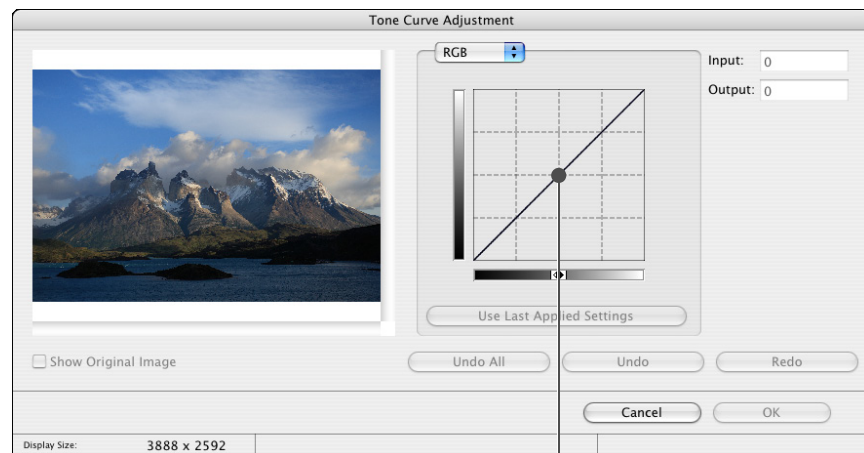 Tone Curve Adjustment
RGB
Input: 0
Output: 0
Use Last Applied Settings
Show Original Image
Undo All
Undo
Redo
Cancel
OK
Display Size: 3888 x 2592